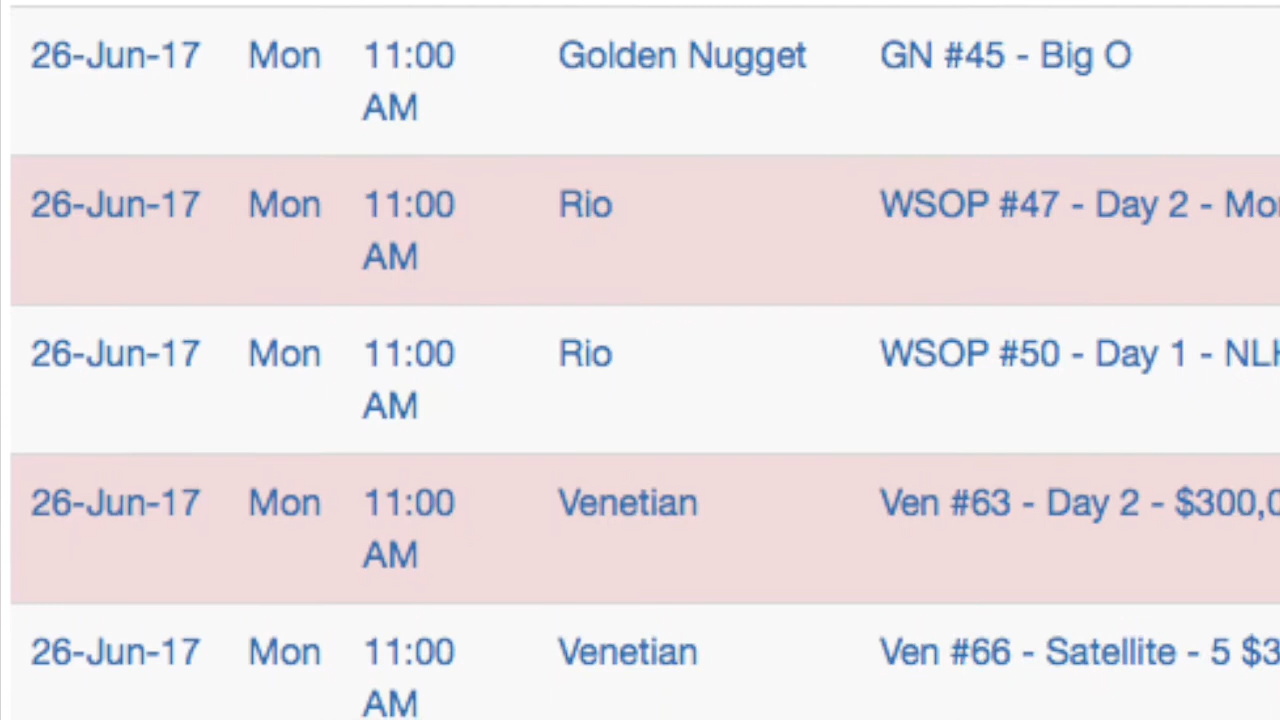 26-Jun-17 Mon 11:00 AM Golden Nugget GN #45 - Big O
26-Jun-17 Mon 11:00 AM Rio WSOP #47 - Day 2 -
26-Jun-17 Mon 11:00 AM Rio WSOP #50 - Day 1 -
26-Jun-17 Mon 11:00 AM Venetian Ven #63 - Day 2 -
26-Jun-17 Mon 11:00 AM Venetian Ven #66 - Satellite - 5